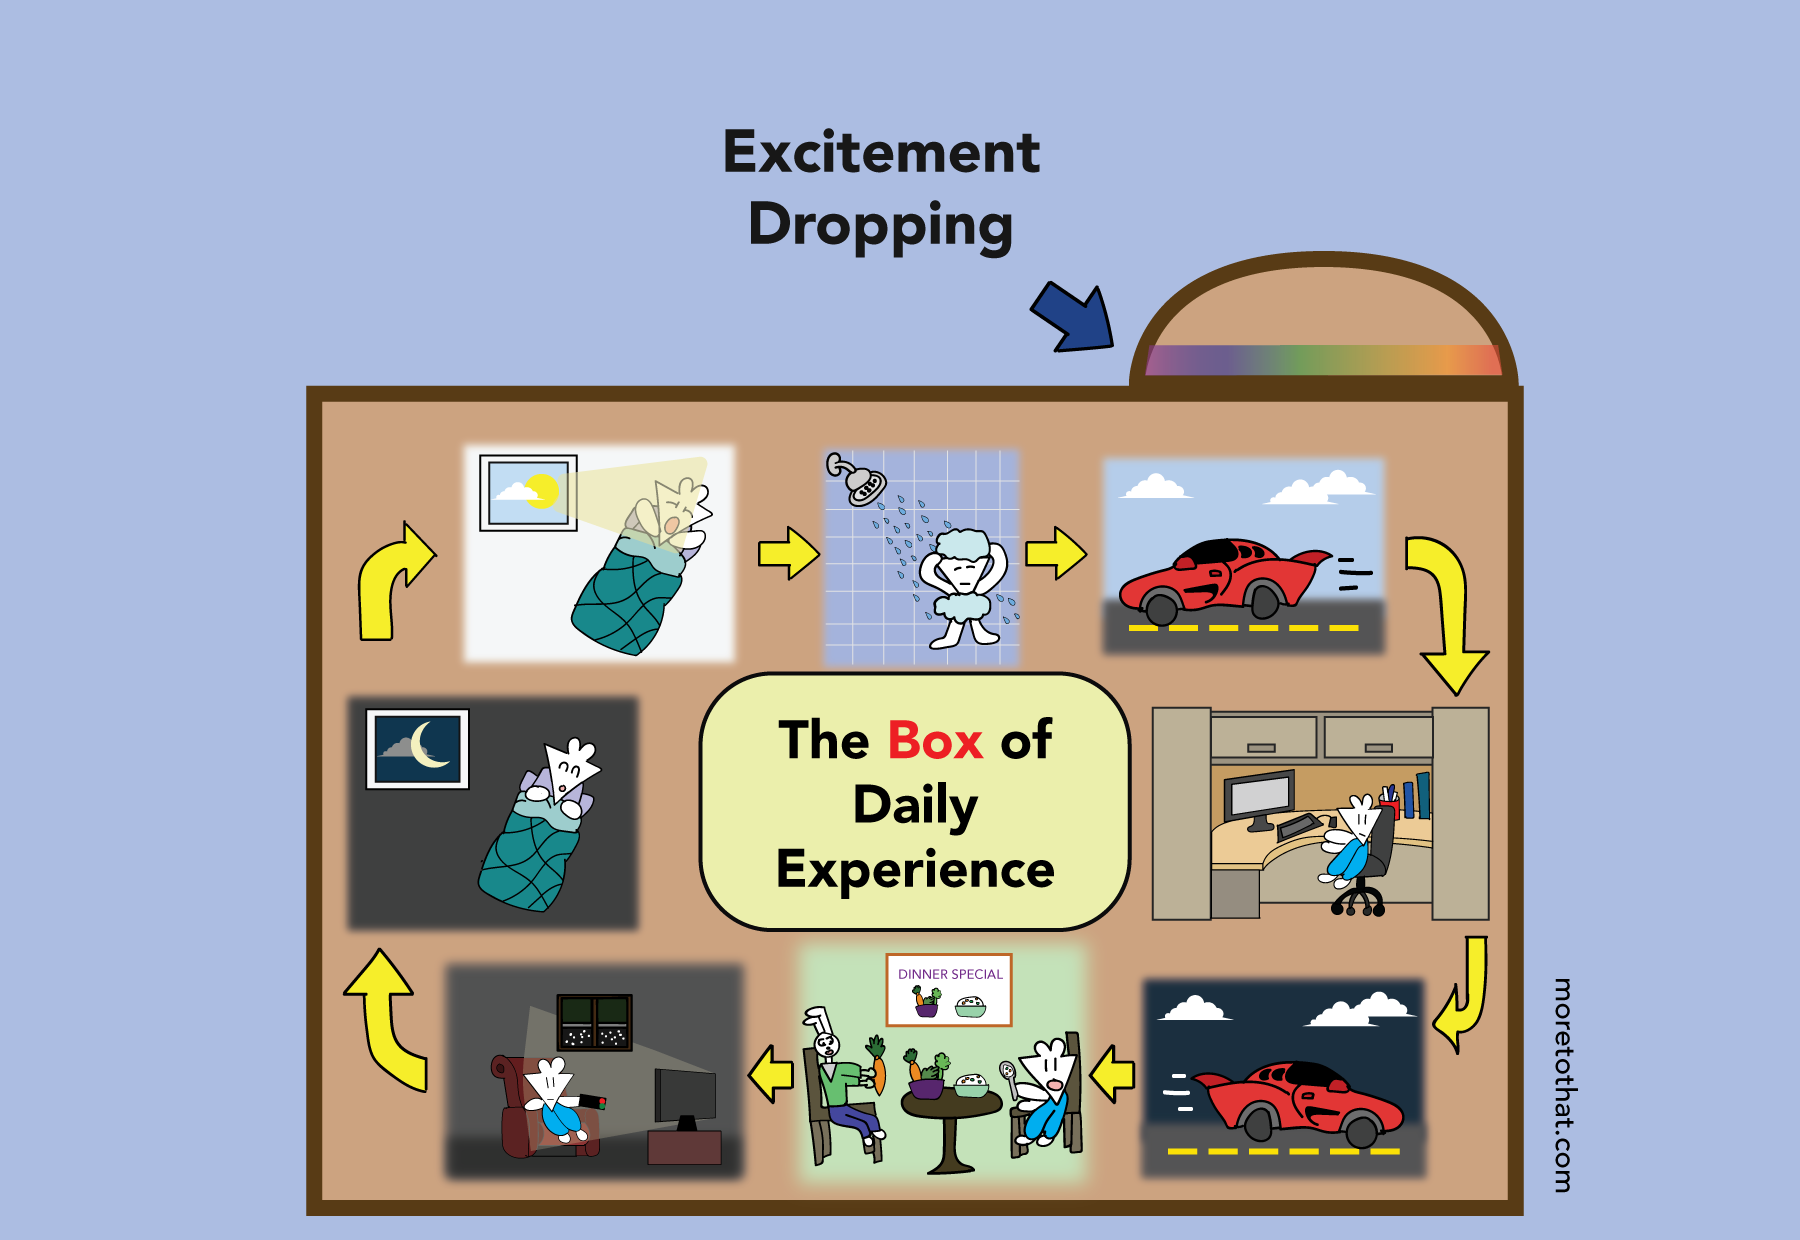 Excitement
Dropping
The Box of
Daily
Experience
DINNER SPECIAL
moretothat.com